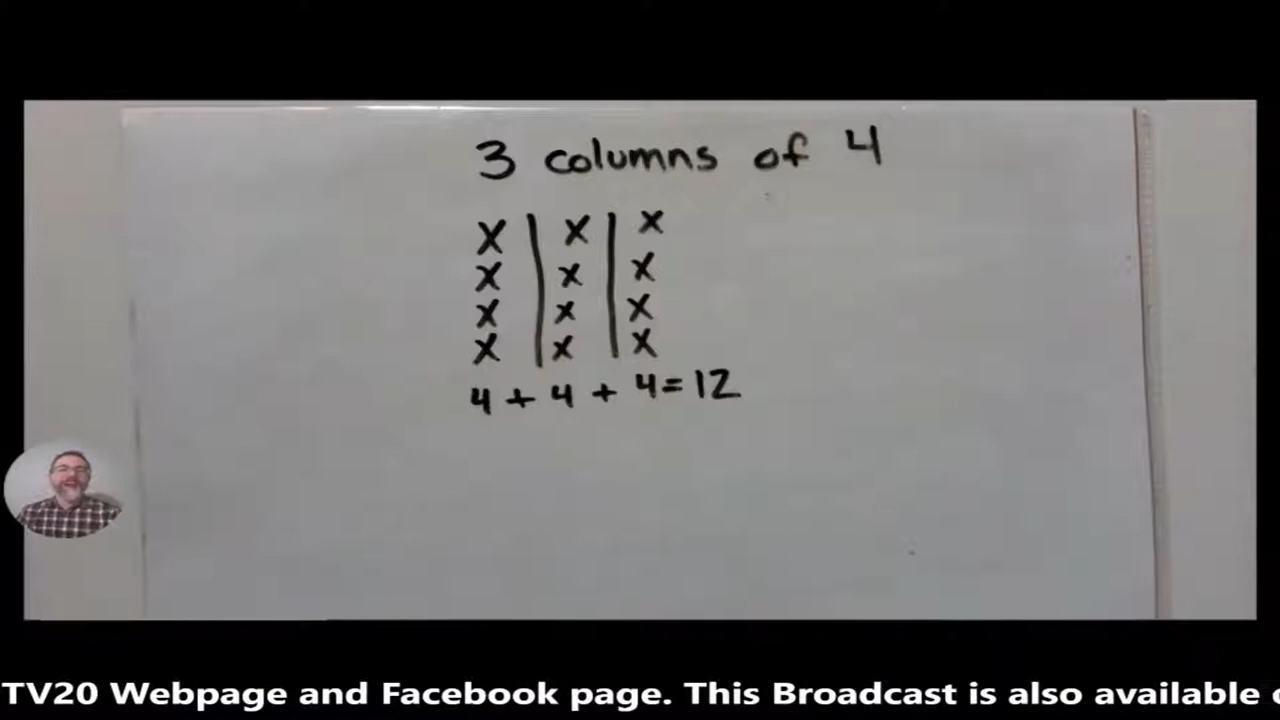 3 columns of 4
X | X | X
X | X | X
X | X | X
X | X | X
4 + 4 + 4 = 12
TV20 Webpage and Facebook page. This Broadcast is also available